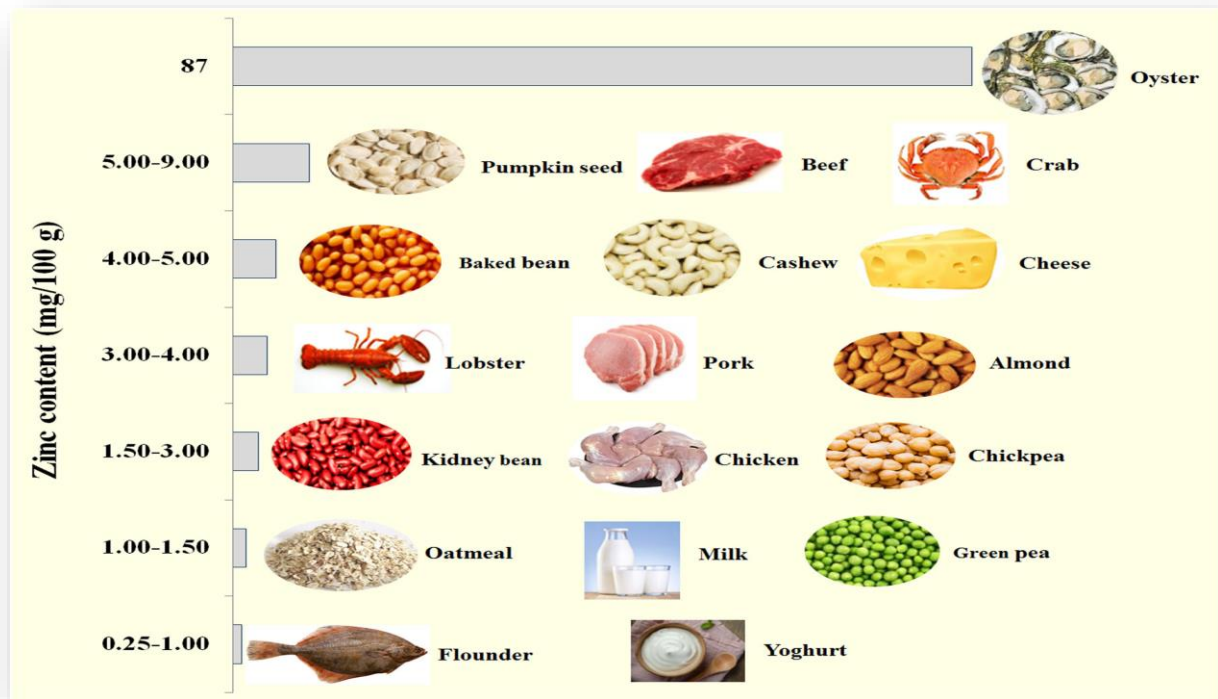 Zinc content (mg/100 g)
87
Oyster
5.00-9.00
Pumpkin seed
Beef
Crab
4.00-5.00
Baked bean
Cashew
Cheese
3.00-4.00
Lobster
Pork
Almond
1.50-3.00
Kidney bean
Chicken
Chickpea
1.00-1.50
Oatmeal
Milk
Green pea
0.25-1.00
Flounder
Yoghurt